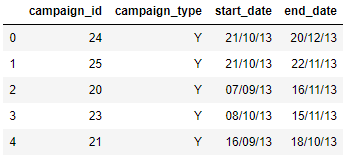 campaign_id campaign_type start_date end_date
0 24 Y 21/10/13 20/12/13
1 25 Y 21/10/13 22/11/13
2 20 Y 07/09/13 16/11/13
3 23 Y 08/10/13 15/11/13
4 21 Y 16/09/13 18/10/13